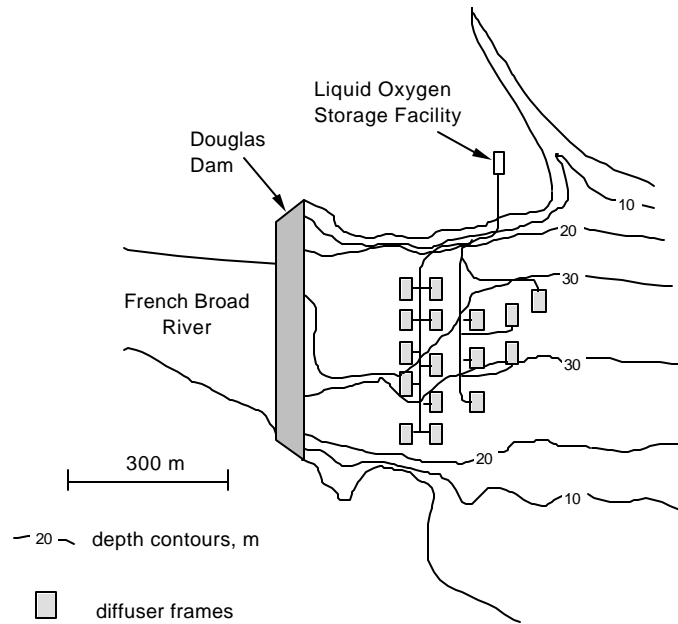 Liquid Oxygen
Storage Facility
Douglas
Dam
10
20
30
French Broad
River
30
20
300 m
10
20 depth contours, m
diffuser frames